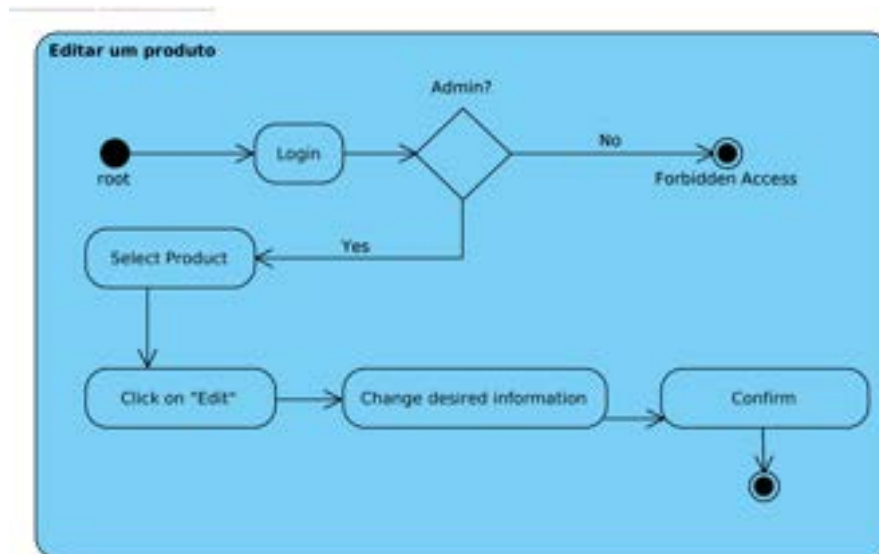 Editar um produto
Admin?
Login
No
root
Forbidden Access
Select Product
Yes
Click on "Edit"
Change desired information
Confirm